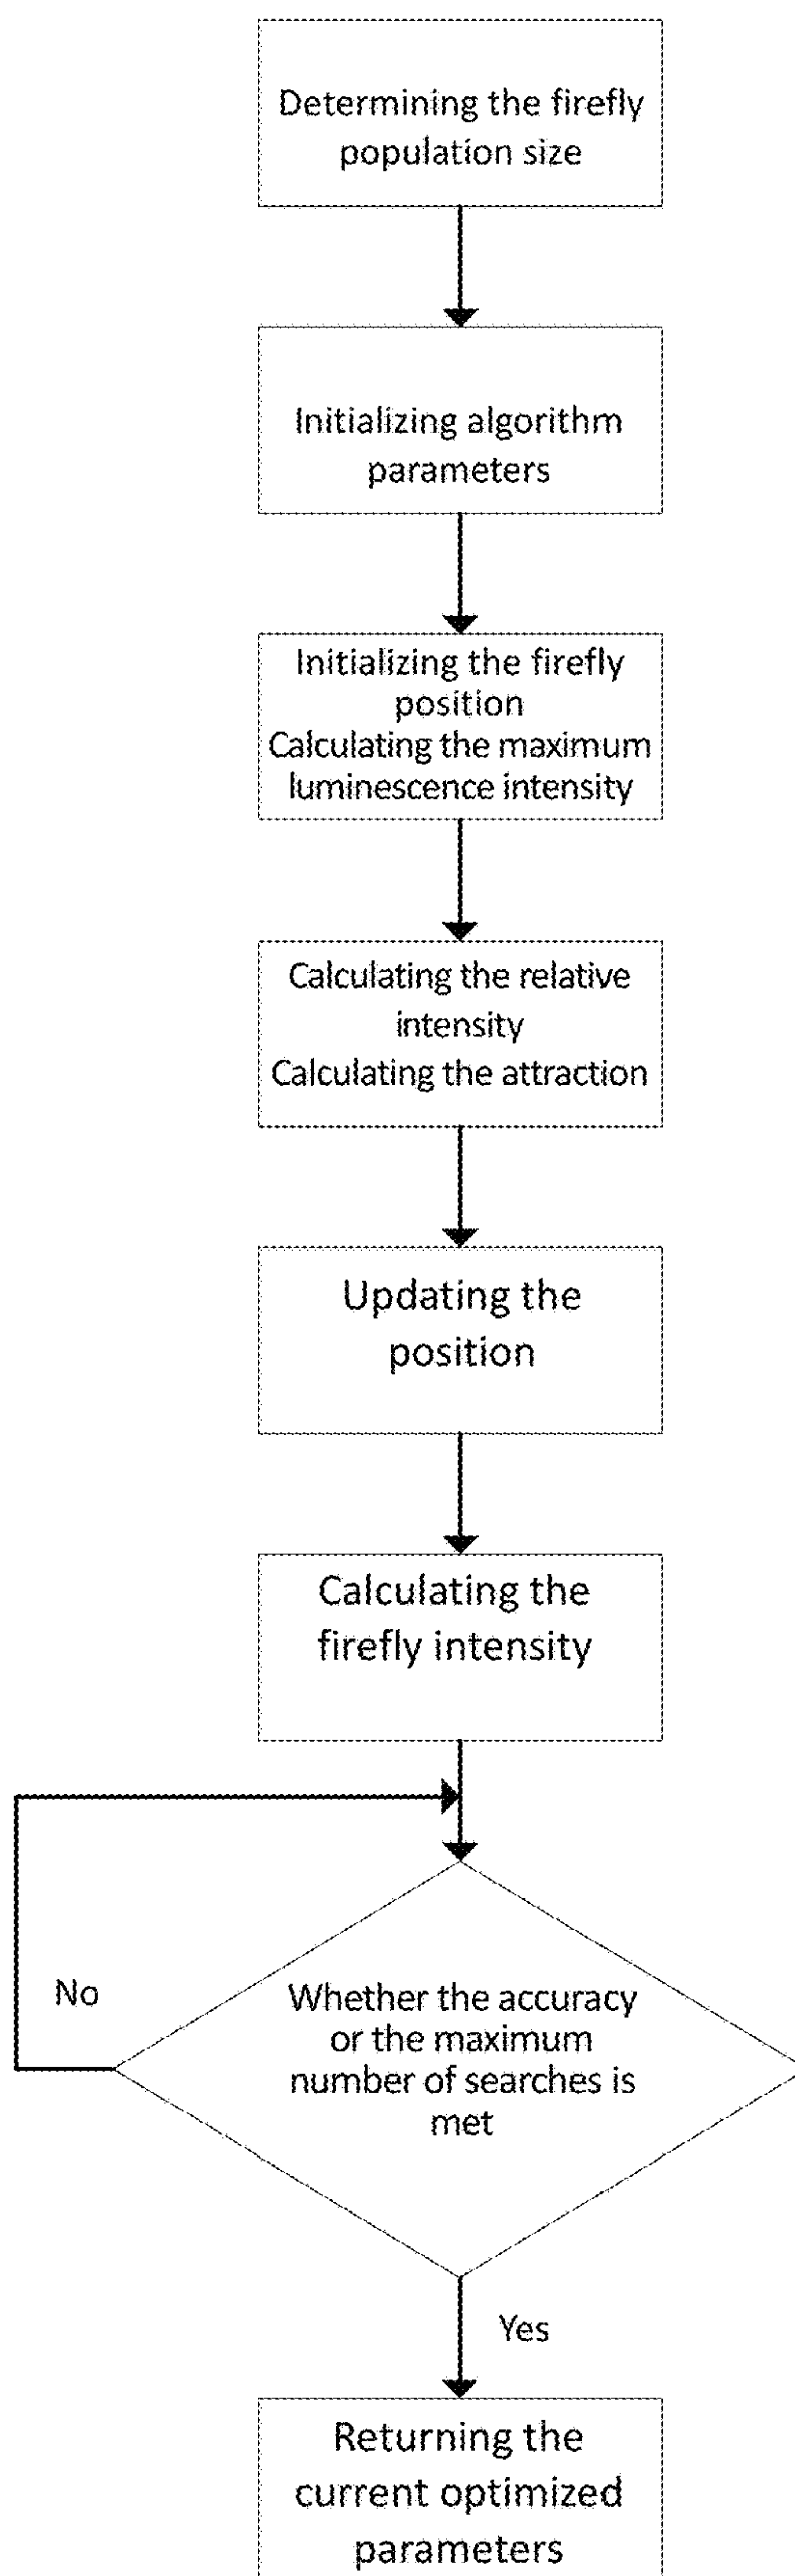 Determining the firefly
population size
Initializing algorithm
parameters
Initializing the firefly
position
Calculating the maximum
luminescence intensity
Calculating the relative
intensity
Calculating the attraction
Updating the
position
Calculating the
firefly intensity
No
Whether the accuracy
or the maximum
number of searches is
met
Yes
Returning the
current optimized
parameters